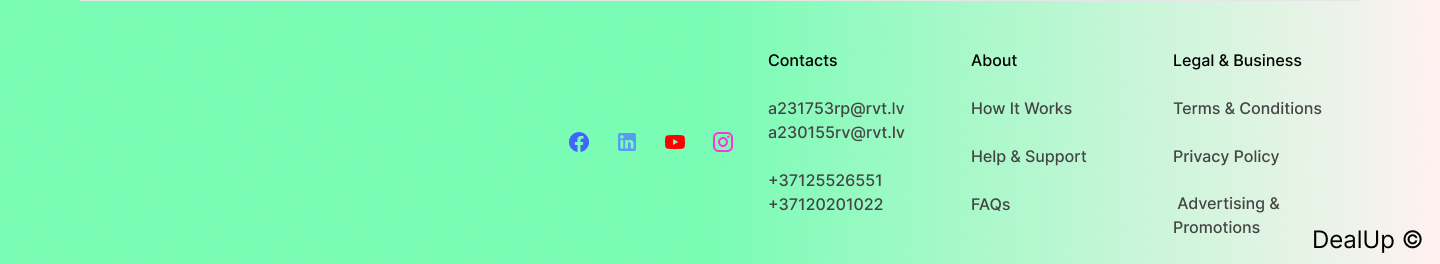 Contacts
a231753rp@rvt.lv
a230155rv@rvt.lv
+37125526551
+37120201022
About
How It Works
Help & Support
FAQs
Legal & Business
Terms & Conditions
Privacy Policy
Advertising &
Promotions
DealUp ©